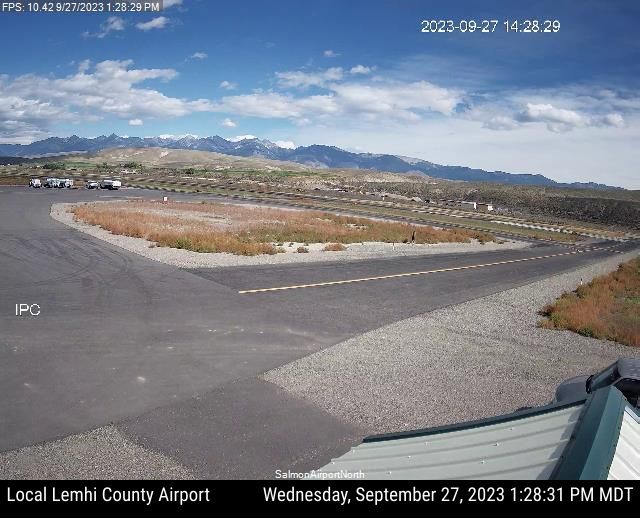 FPS: 10.42 9/27/2023 1:28:29 PM
2023-09-27 14:28:29
IPC
SalmonAirportNorth
Local Lemhi County Airport
Wednesday, September 27, 2023 1:28:31 PM MDT